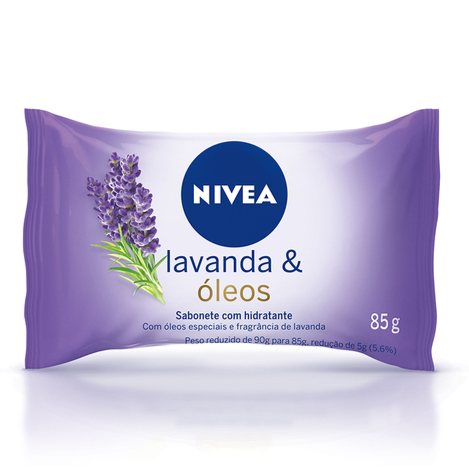 NIVEA
lavanda &
óleos
Sabonete com hidratante
Com óleos especiais e fragrância de lavanda
85 g
Peso reduzido de 90g para 85g, redução de 5g (5,6%)